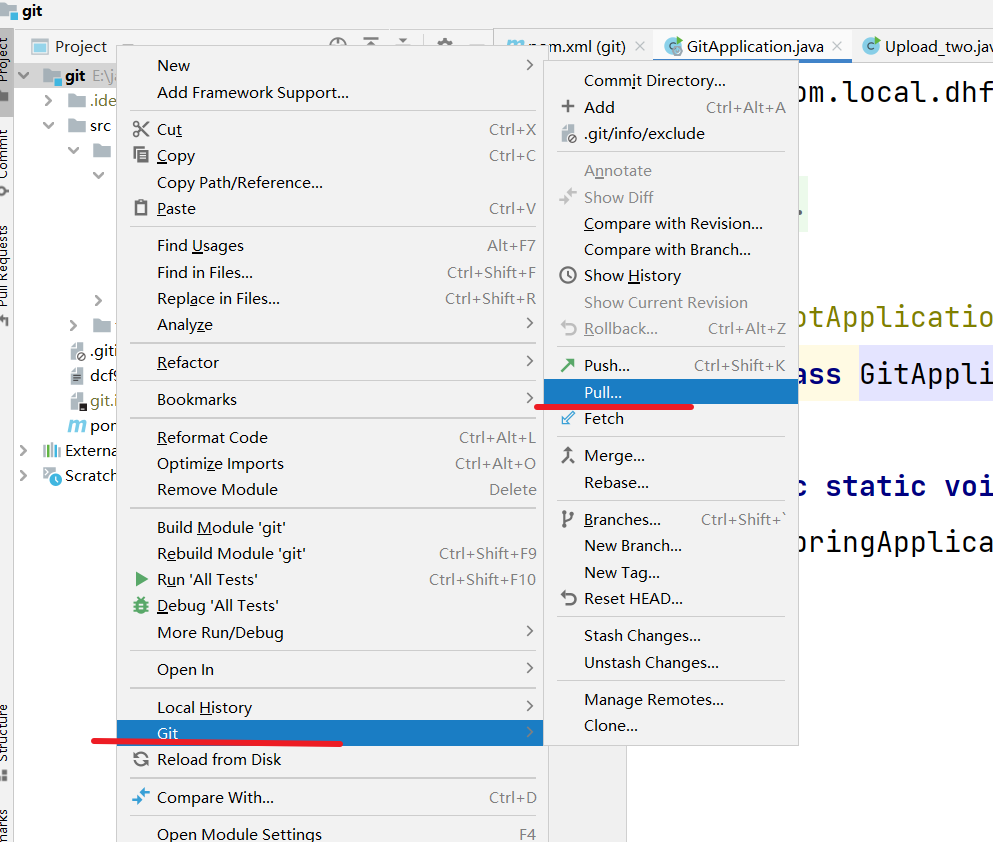 git
Project
pom.xml (git)
GitApplication.java
Upload_two.jav
Project
git E:\
.ide
src
Commit
Pull Requests
.giti
dcf9
git.i
pom
Externa
Scratch
Structure
New
Add Framework Support...
Cut Ctrl+X
Copy Ctrl+C
Copy Path/Reference...
Paste Ctrl+V
Find Usages Alt+F7
Find in Files... Ctrl+Shift+F
Replace in Files... Ctrl+Shift+R
Analyze
Refactor
Bookmarks
Reformat Code Ctrl+Alt+L
Optimize Imports Ctrl+Alt+O
Remove Module Delete
Build Module 'git'
Rebuild Module 'git' Ctrl+Shift+F9
Run 'All Tests' Ctrl+Shift+F10
Debug 'All Tests'
More Run/Debug
Open In
Local History
Git
Reload from Disk
Compare With... Ctrl+D
Open Module Settings F4
Commit Directory...
Add Ctrl+Alt+A
.git/info/exclude
Annotate
Show Diff
Compare with Revision...
Compare with Branch...
Show History
Show Current Revision
Rollback... Ctrl+Alt+Z
Push... Ctrl+Shift+K
Pull...
Fetch
Merge...
Rebase...
Branches... Ctrl+Shift+`
New Branch...
New Tag...
Reset HEAD...
Stash Changes...
Unstash Changes...
Manage Remotes...
Clone...
om.local.dhf
.
otApplicatio
ass GitAppli
c static voi
pringApplica